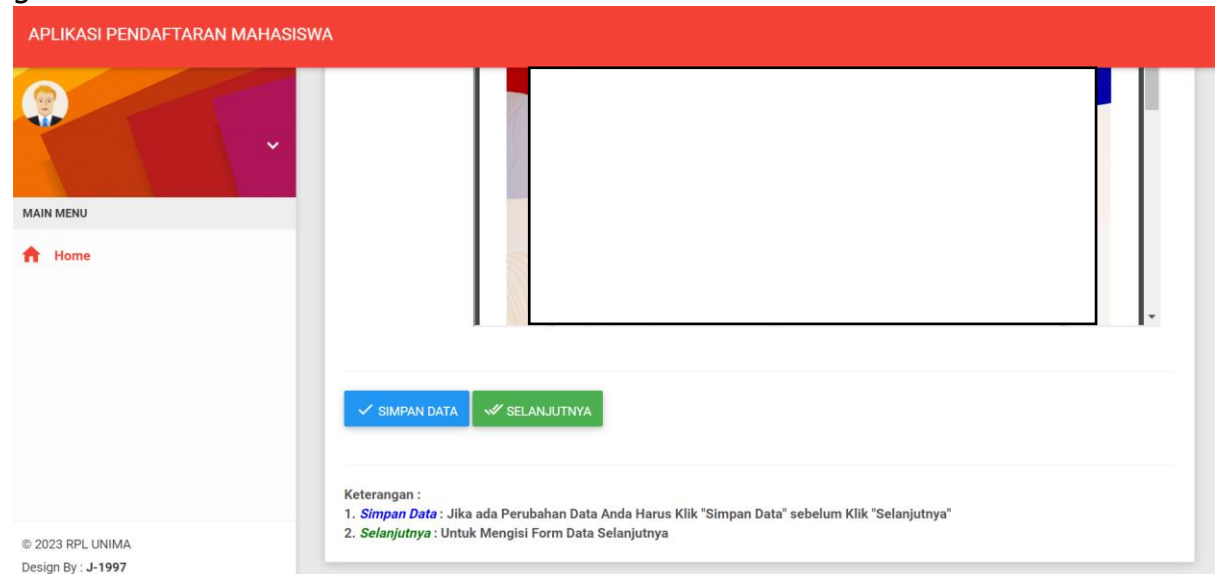 APLIKASI PENDAFTARAN MAHASISWA
MAIN MENU
Home
SIMPAN DATA
SELANJUTNYA
Keterangan :
1. Simpan Data : Jika ada Perubahan Data Anda Harus Klik "Simpan Data" sebelum Klik "Selanjutnya"
2. Selanjutnya : Untuk Mengisi Form Data Selanjutnya
© 2023 RPL UNIMA
Design By : J-1997